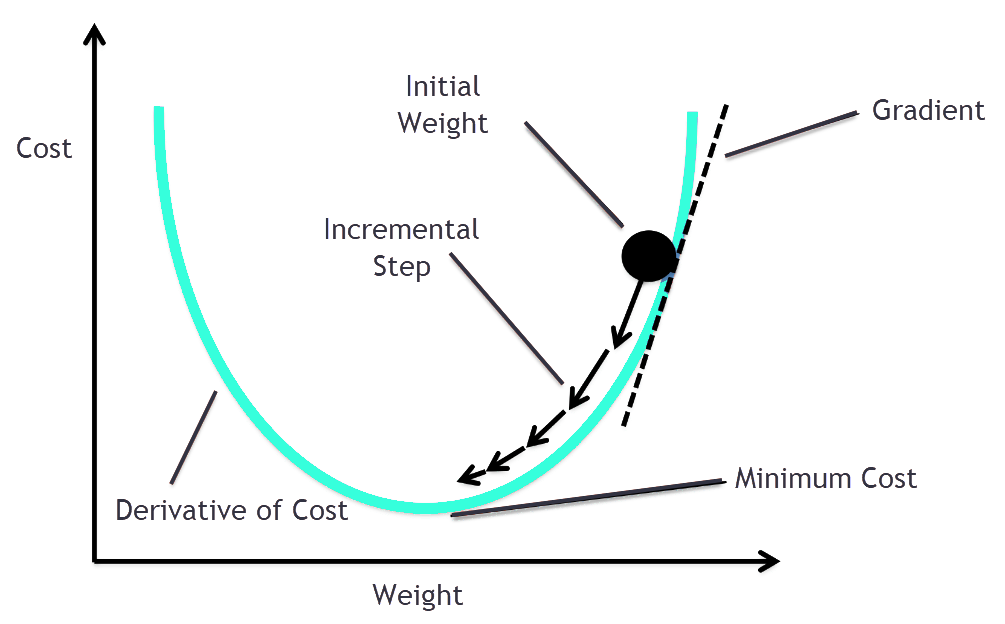 Initial
Weight
Gradient
Cost
Incremental
Step
Minimum Cost
Derivative of Cost
Weight